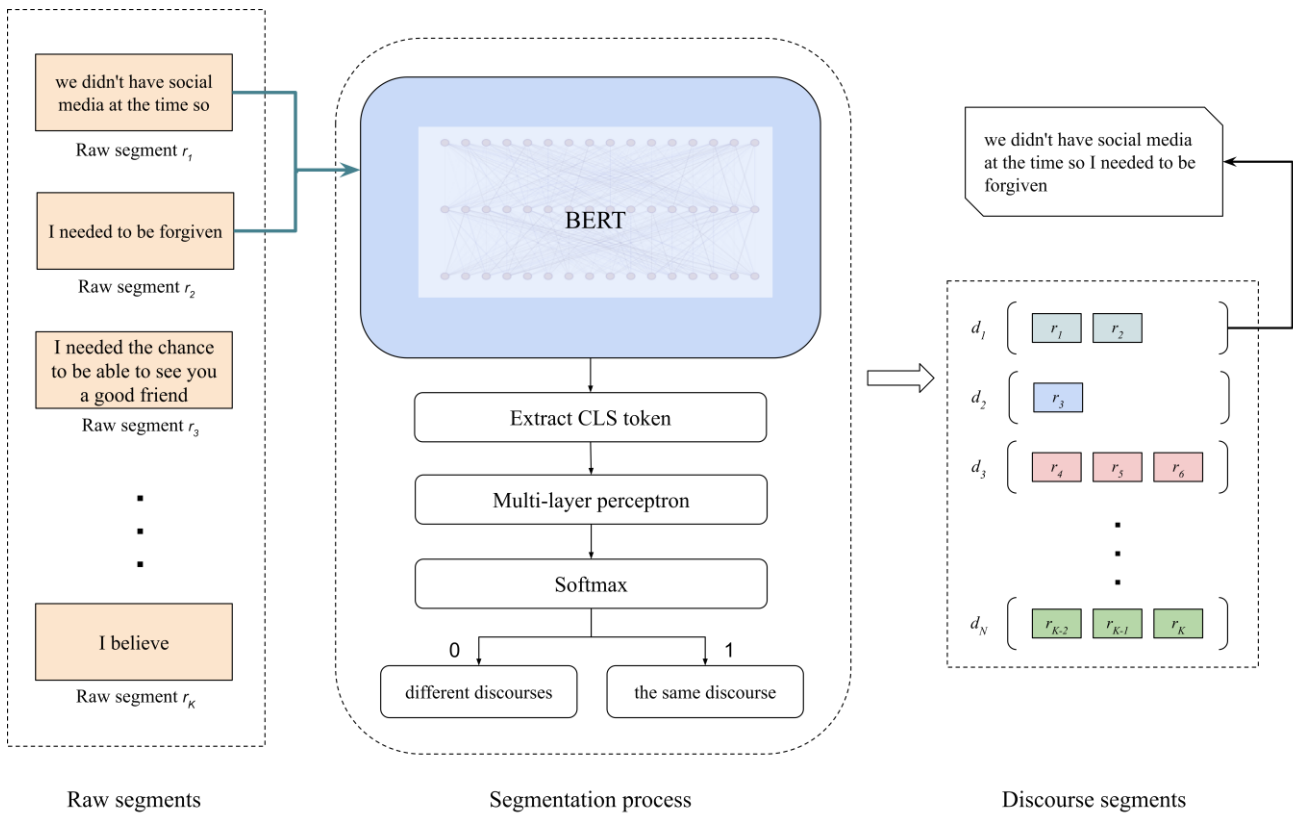 we didn't have social
media at the time so
Raw segment r1
I needed to be forgiven
Raw segment r2
I needed the chance
to be able to see you
a good friend
Raw segment r3
I believe
Raw segment rK
Raw segments
BERT
Extract CLS token
Multi-layer perceptron
Softmax
0
1
different discourses
the same discourse
Segmentation process
we didn't have social media
at the time so I needed to be
forgiven
d1 r1 r2
d2 r3
d3 r4 r5 r6
dN rK-2 rK-1 rK
Discourse segments